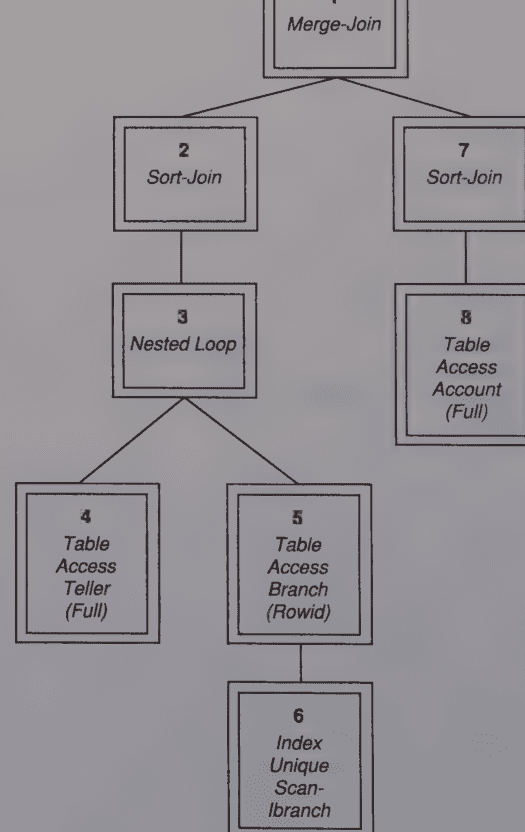 Merge-Join
2
Sort-Join
7
Sort-Join
3
Nested Loop
8
Table
Access
Account
(Full)
4
Table
Access
Teller
(Full)
5
Table
Access
Branch
(Rowid)
6
Index
Unique
Scan-
Ibranch